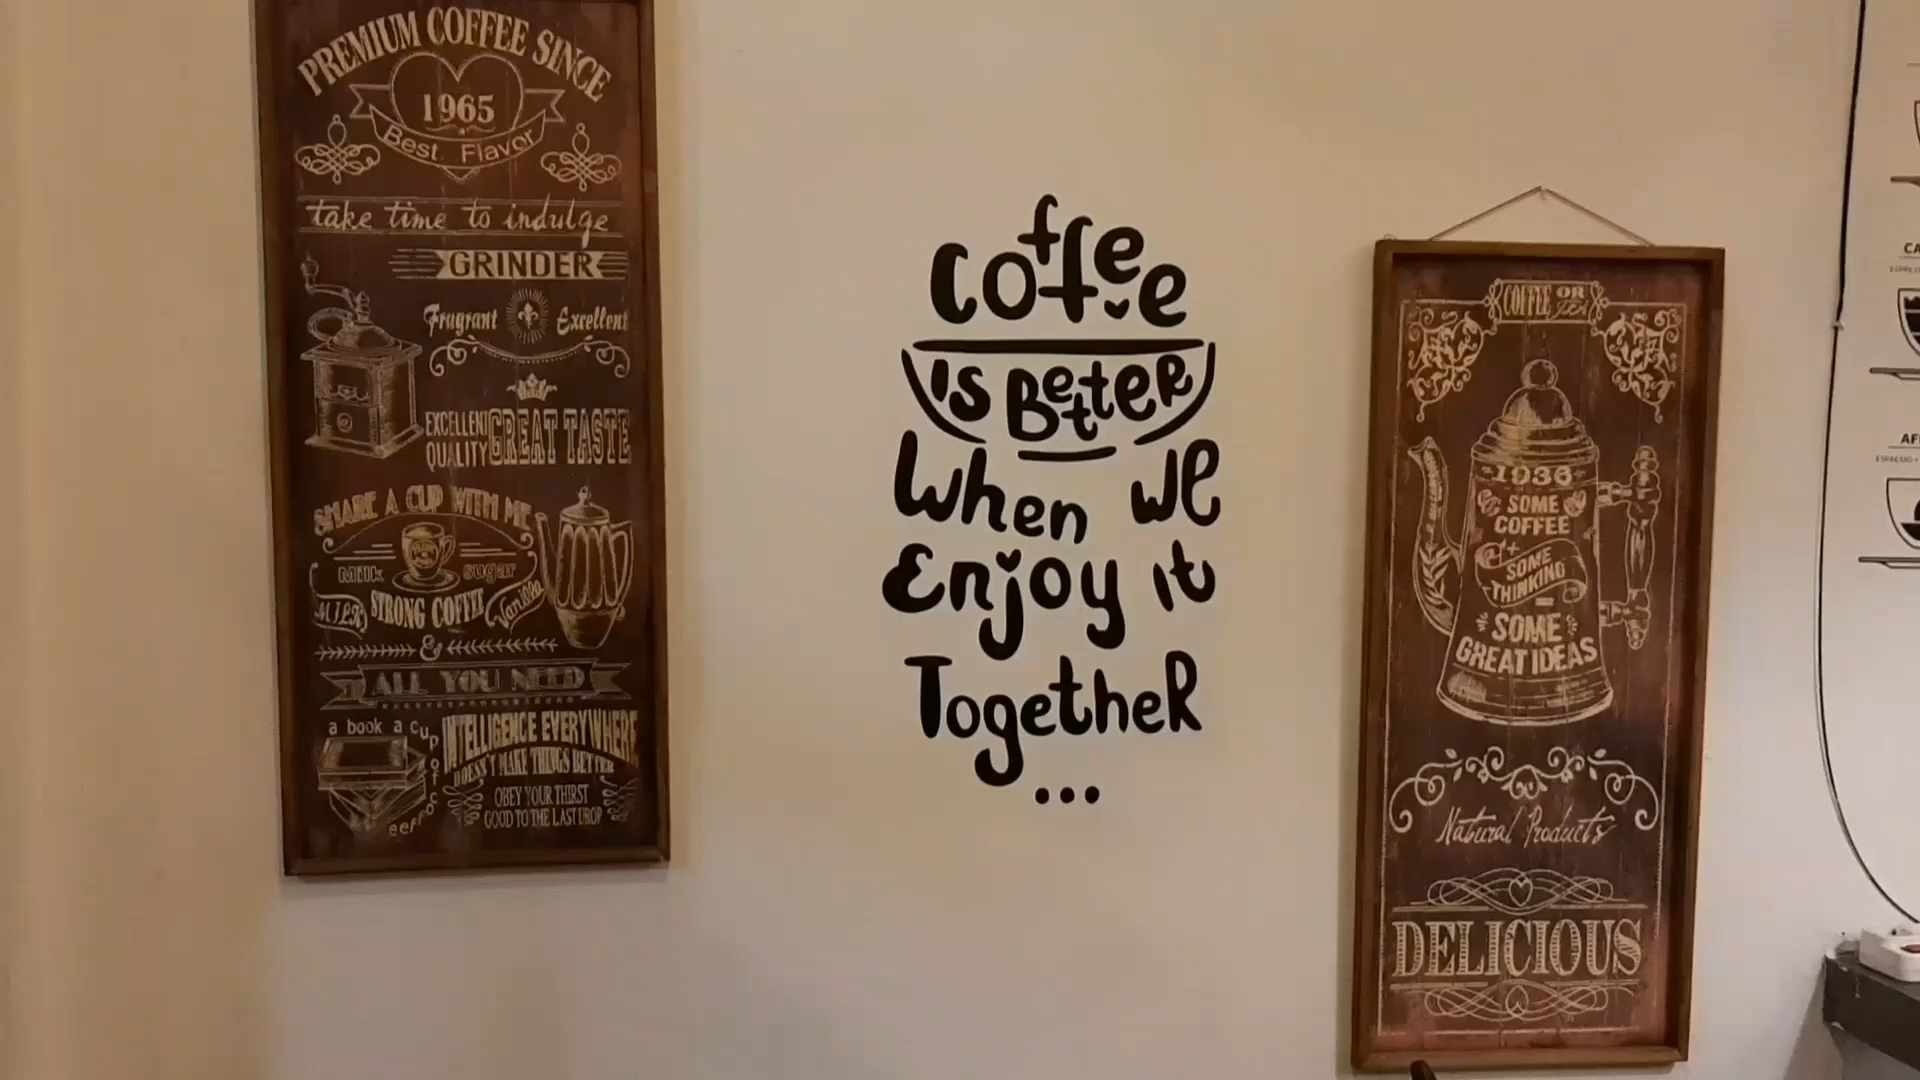 PREMIUM COFFEE SINCE
1965
Best Flavor
take time to indulge
GRINDER
Fragrant Excellent
EXCELLENT QUALITY
GREAT TASTE
SHARE A CUP WITH ME
Milk sugar
MILK STRONG COFFEE Vanilla
&
ALL YOU NEED
a book a cup of coffee
INTELLIGENCE EVERYWHERE
DOESN'T MAKE THINGS BETTER
OBEY YOUR THIRST
GOOD TO THE LAST DROP
Coffee
is Better
When we
Enjoy it
Together
...
COFFEE OR Tea
1936
SOME
COFFEE
+ SOME
THINKING
=
SOME
GREAT IDEAS
Natural Products
DELICIOUS